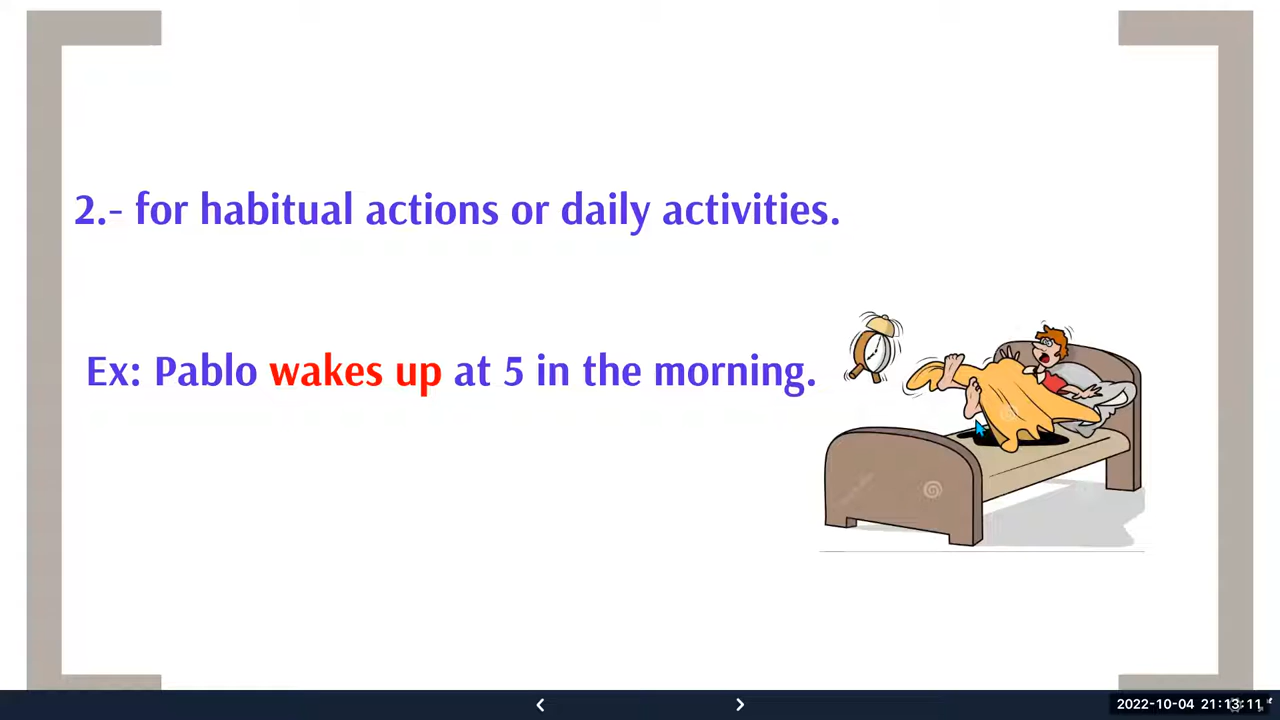 2.- for habitual actions or daily activities.
Ex: Pablo wakes up at 5 in the morning.
2022-10-04 21:13:11